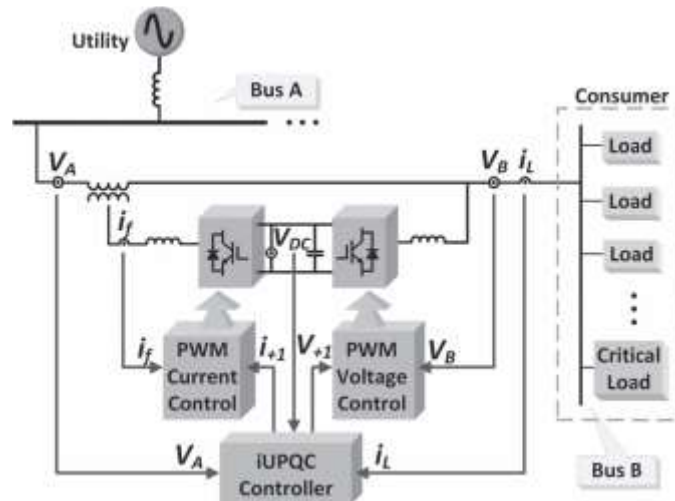 Utility
Bus A
Consumer
V_A
V_B
i_L
Load
Load
Load
Critical
Load
i_f
V_DC
i_f
PWM
Current
Control
i_+1
V_+1
PWM
Voltage
Control
V_B
V_A
iUPQC
Controller
i_L
Bus B